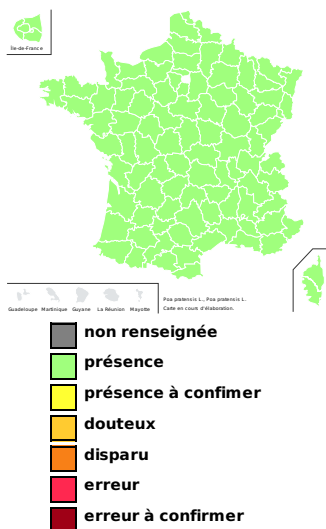 Île-de-France
Guadeloupe Martinique Guyane La Réunion Mayotte
Poa pratensis L., Poa pratensis L.
Carte en cours d'élaboration.
non renseignée
présence
présence à confimer
douteux
disparu
erreur
erreur à confirmer